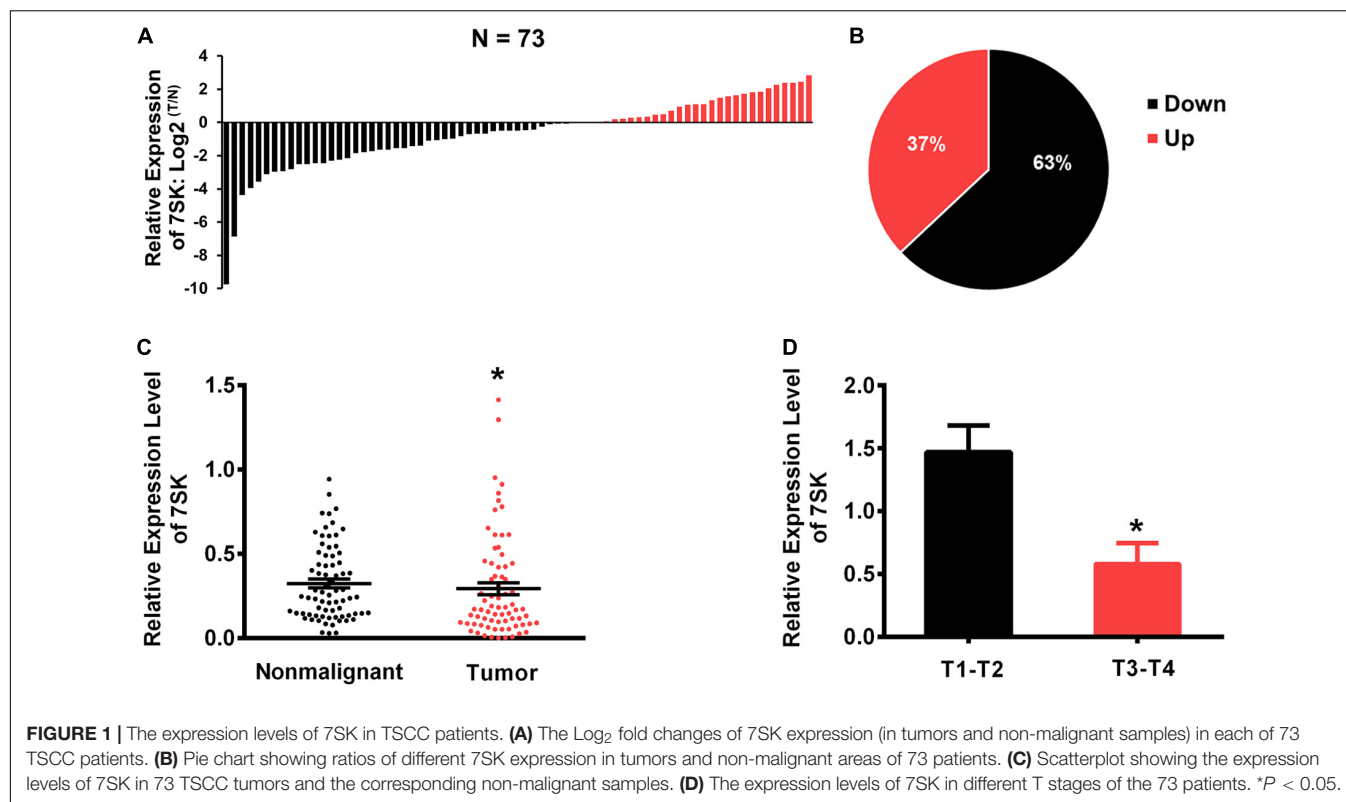 A
N = 73
Relative Expression
of 7SK: Log2 (T/N)
4
2
0
-2
-4
-6
-8
-10
B
37%
63%
Down
Up
C
Relative Expression Level
of 7SK
1.5
1.0
0.5
0.0
*
Nonmalignant
Tumor
D
Relative Expression Level
of 7SK
2.0
1.5
1.0
0.5
0.0
*
T1-T2
T3-T4
FIGURE 1 | The expression levels of 7SK in TSCC patients. (A) The Log2 fold changes of 7SK expression (in tumors and non-malignant samples) in each of 73
TSCC patients. (B) Pie chart showing ratios of different 7SK expression in tumors and non-malignant areas of 73 patients. (C) Scatterplot showing the expression
levels of 7SK in 73 TSCC tumors and the corresponding non-malignant samples. (D) The expression levels of 7SK in different T stages of the 73 patients. *P < 0.05.